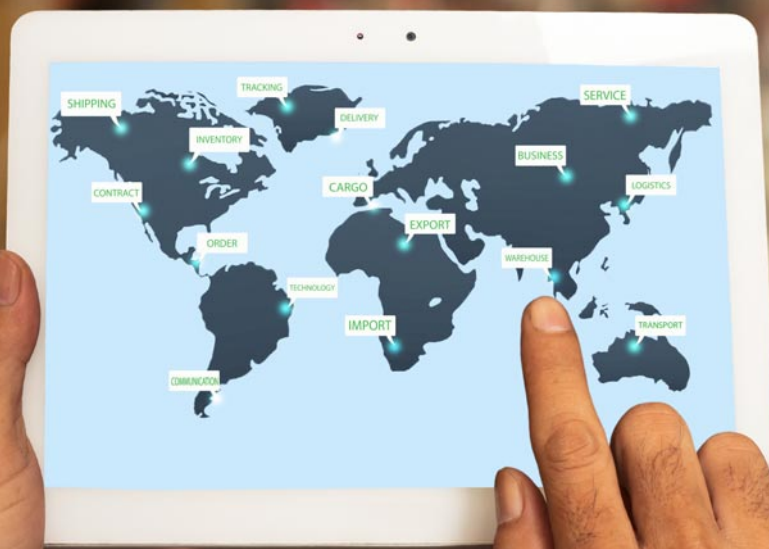 TRACKING
SERVICE
SHIPPING
DELIVERY
INVENTORY
BUSINESS
CONTRACT
CARGO
LOGISTICS
EXPORT
ORDER
WAREHOUSE
TECHNOLOGY
IMPORT
TRANSPORT
COMMUNICATION